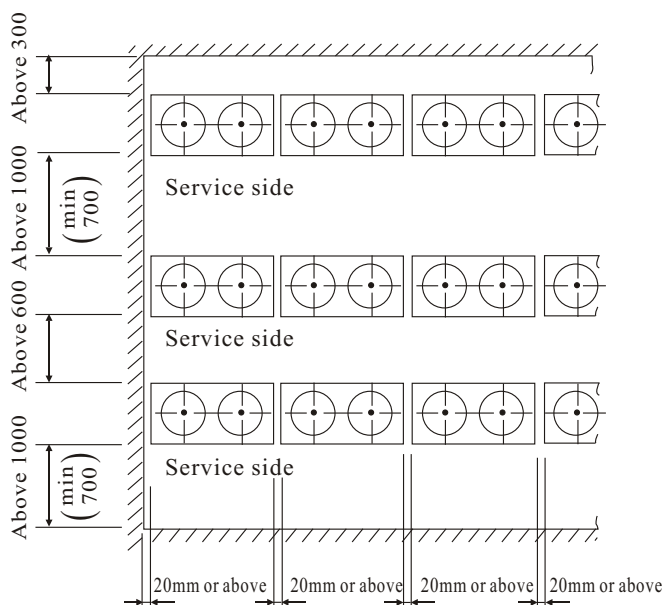 Above 300
Above 1000
(min
700)
Service side
Above 600
Service side
Above 1000
(min
700)
Service side
20mm or above
20mm or above
20mm or above
20mm or above